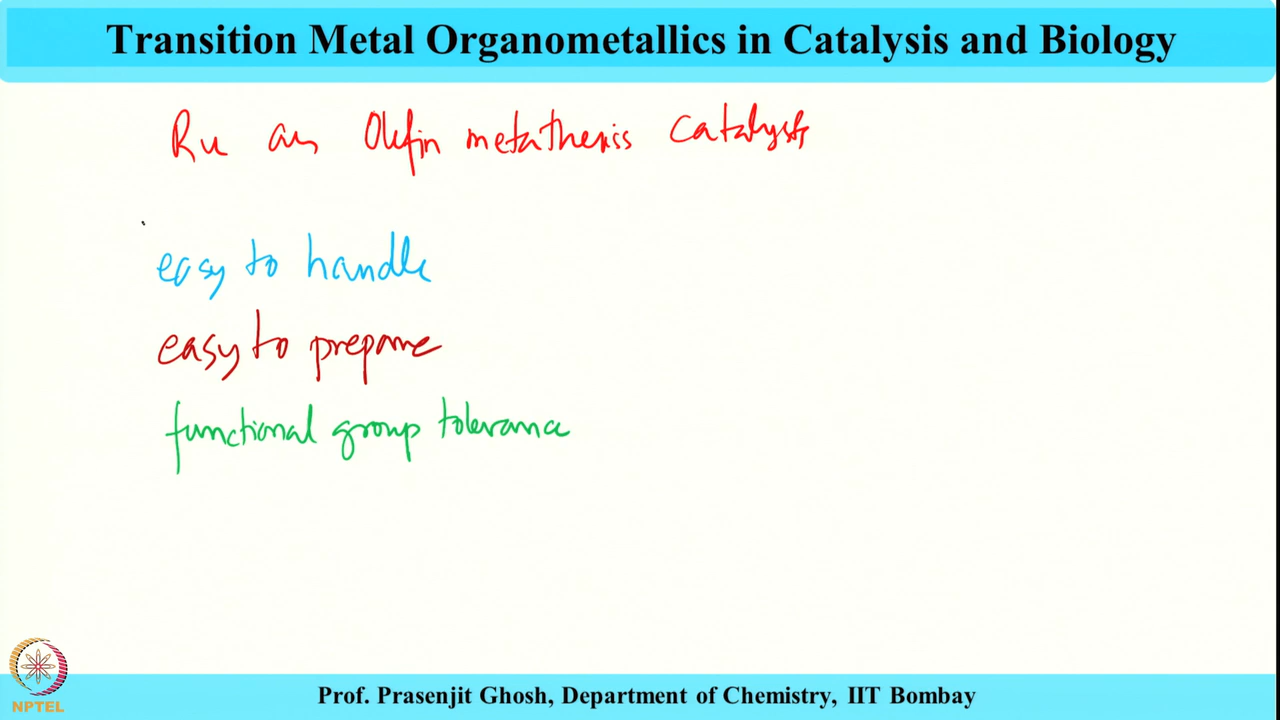 Transition Metal Organometallics in Catalysis and Biology
Ru as Olefin metathesis Catalysts
easy to handle
easy to prepare
functional group tolerance
NPTEL
Prof. Prasenjit Ghosh, Department of Chemistry, IIT Bombay